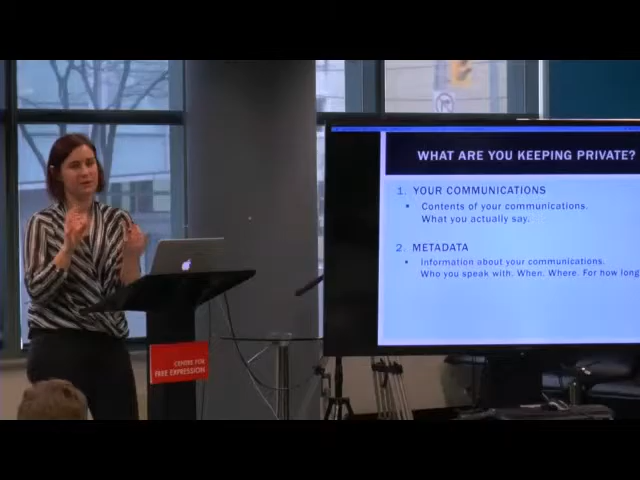 WHAT ARE YOU KEEPING PRIVATE?
1. YOUR COMMUNICATIONS
▪ Contents of your communications.
What you actually say.
2. METADATA
▪ Information about your communications.
Who you speak with. When. Where. For how long
CENTRE FOR
FREE EXPRESSION